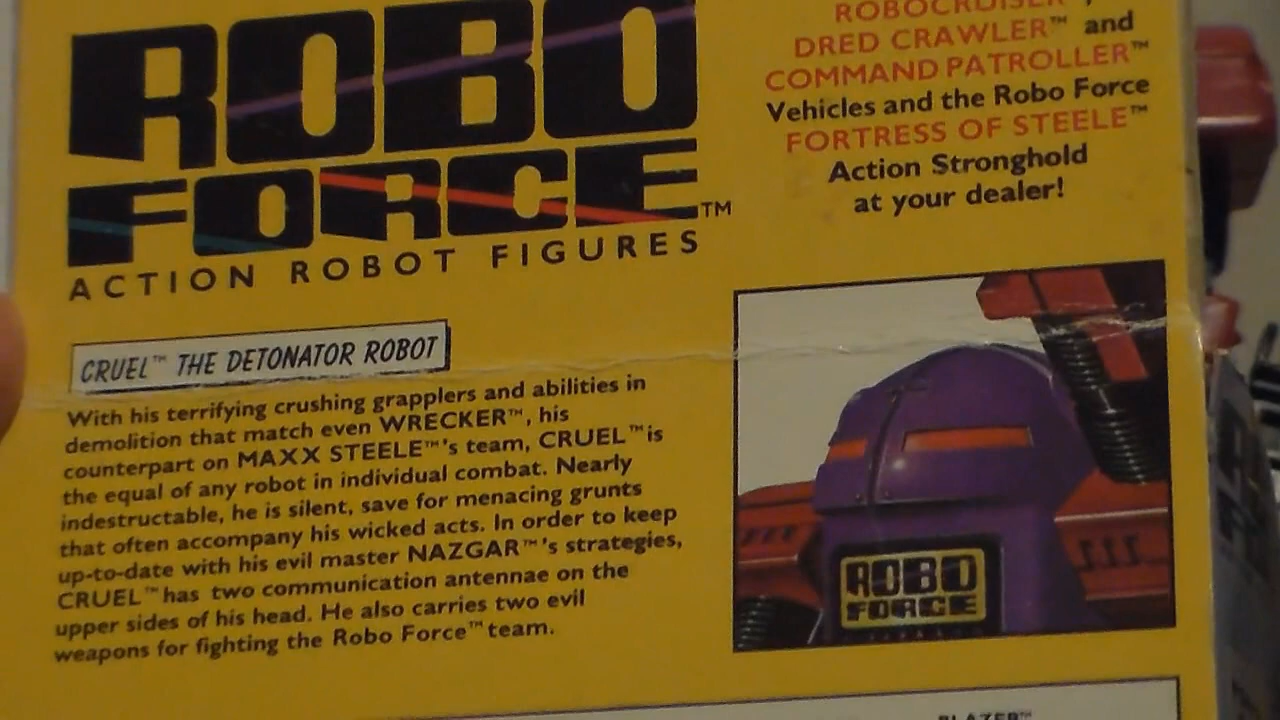 ROBO
FORCE™
ACTION ROBOT FIGURES
ROBOCRUISER™,
DRED CRAWLER™ and
COMMAND PATROLLER™
Vehicles and the Robo Force
FORTRESS OF STEELE™
Action Stronghold
at your dealer!
CRUEL™ THE DETONATOR ROBOT
With his terrifying crushing grapplers and abilities in
demolition that match even WRECKER™, his
counterpart on MAXX STEELE™'s team, CRUEL™ is
the equal of any robot in individual combat. Nearly
indestructable, he is silent, save for menacing grunts
that often accompany his wicked acts. In order to keep
up-to-date with his evil master NAZGAR™'s strategies,
CRUEL™ has two communication antennae on the
upper sides of his head. He also carries two evil
weapons for fighting the Robo Force™ team.
ROBO
FORCE
BLAZER™